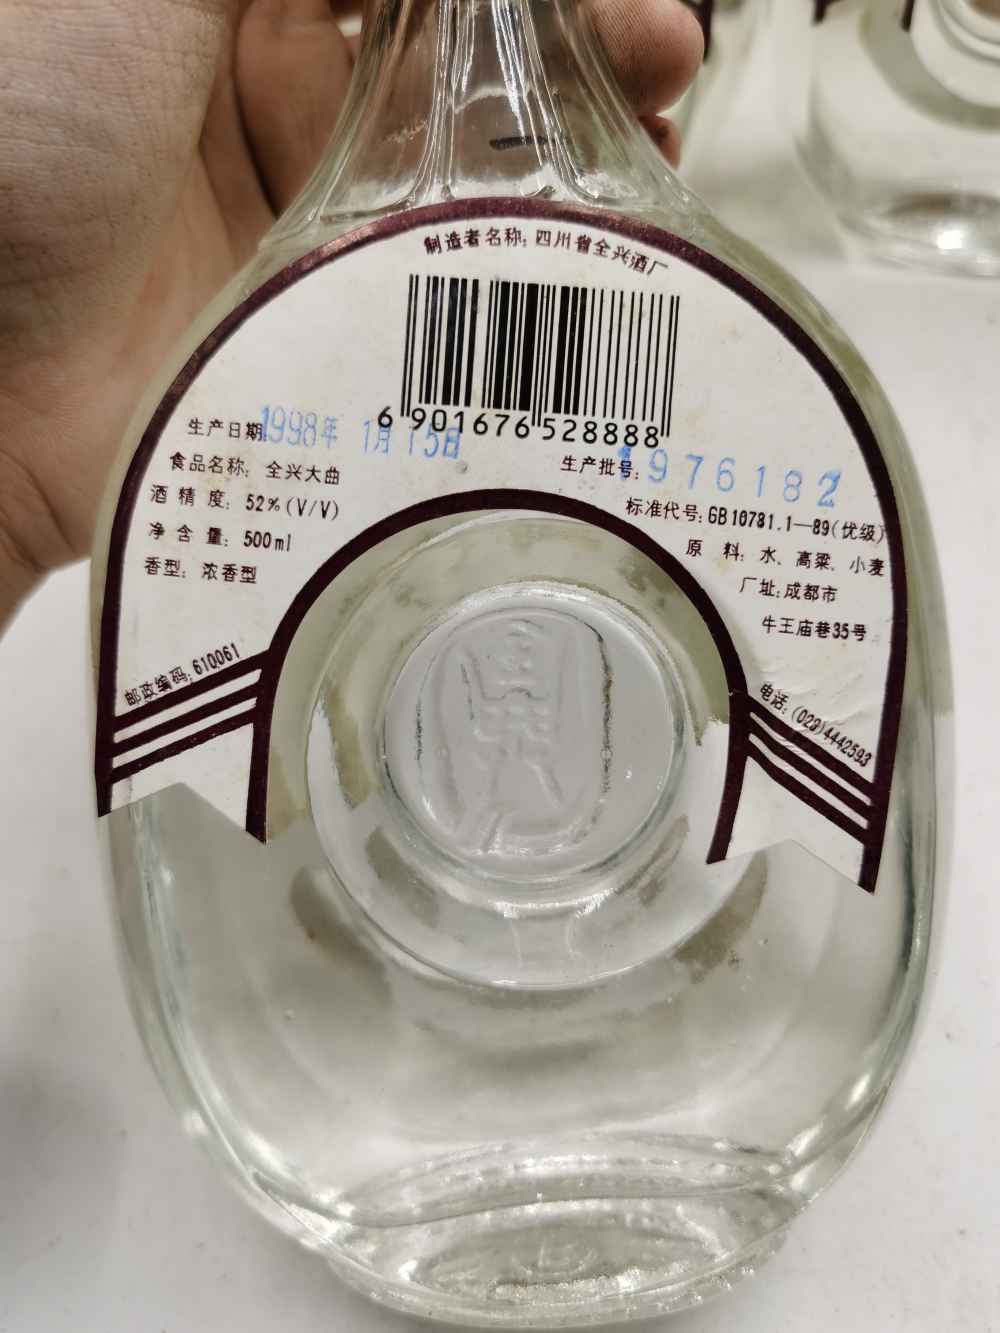 制造者名称: 四川省全兴酒厂
6 901676 528888
生产日期: 1998年 1月15日
食品名称: 全兴大曲
酒精度: 52%(V/V)
净含量: 500ml
香型: 浓香型
邮政编码: 610061
生产批号: 1976182
标准代号: GB10781.1—89(优级)
原料: 水、高粱、小麦
厂址: 成都市
牛王庙巷35号
电话: (028)4442593